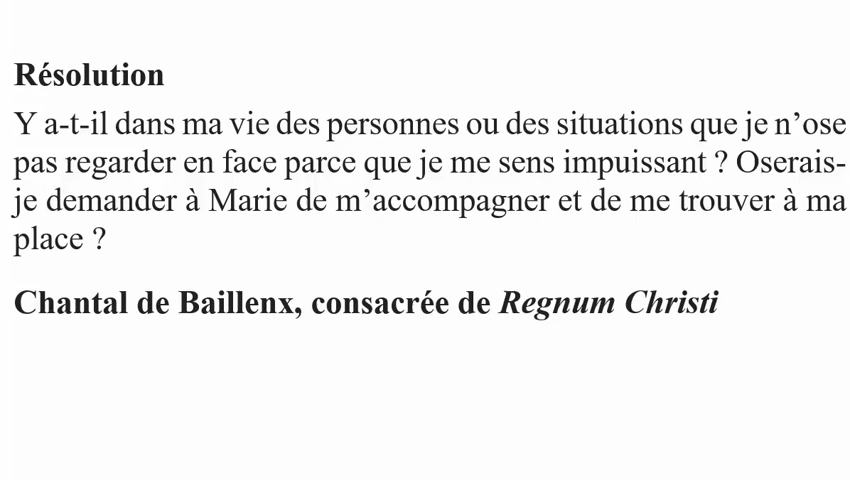 Résolution
Y a-t-il dans ma vie des personnes ou des situations que je n’ose
pas regarder en face parce que je me sens impuissant ? Oserais-
je demander à Marie de m’accompagner et de me trouver à ma
place ?
Chantal de Baillenx, consacrée de Regnum Christi